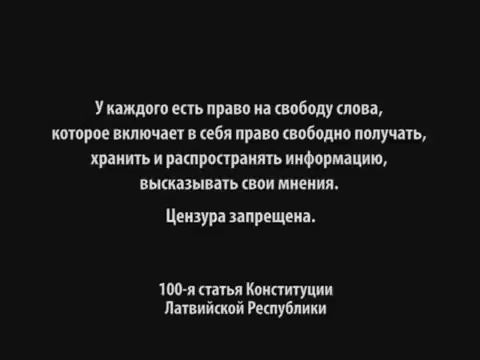 У каждого есть право на свободу слова,
которое включает в себя право свободно получать,
хранить и распространять информацию,
высказывать свои мнения.
Цензура запрещена.
100-я статья Конституции
Латвийской Республики